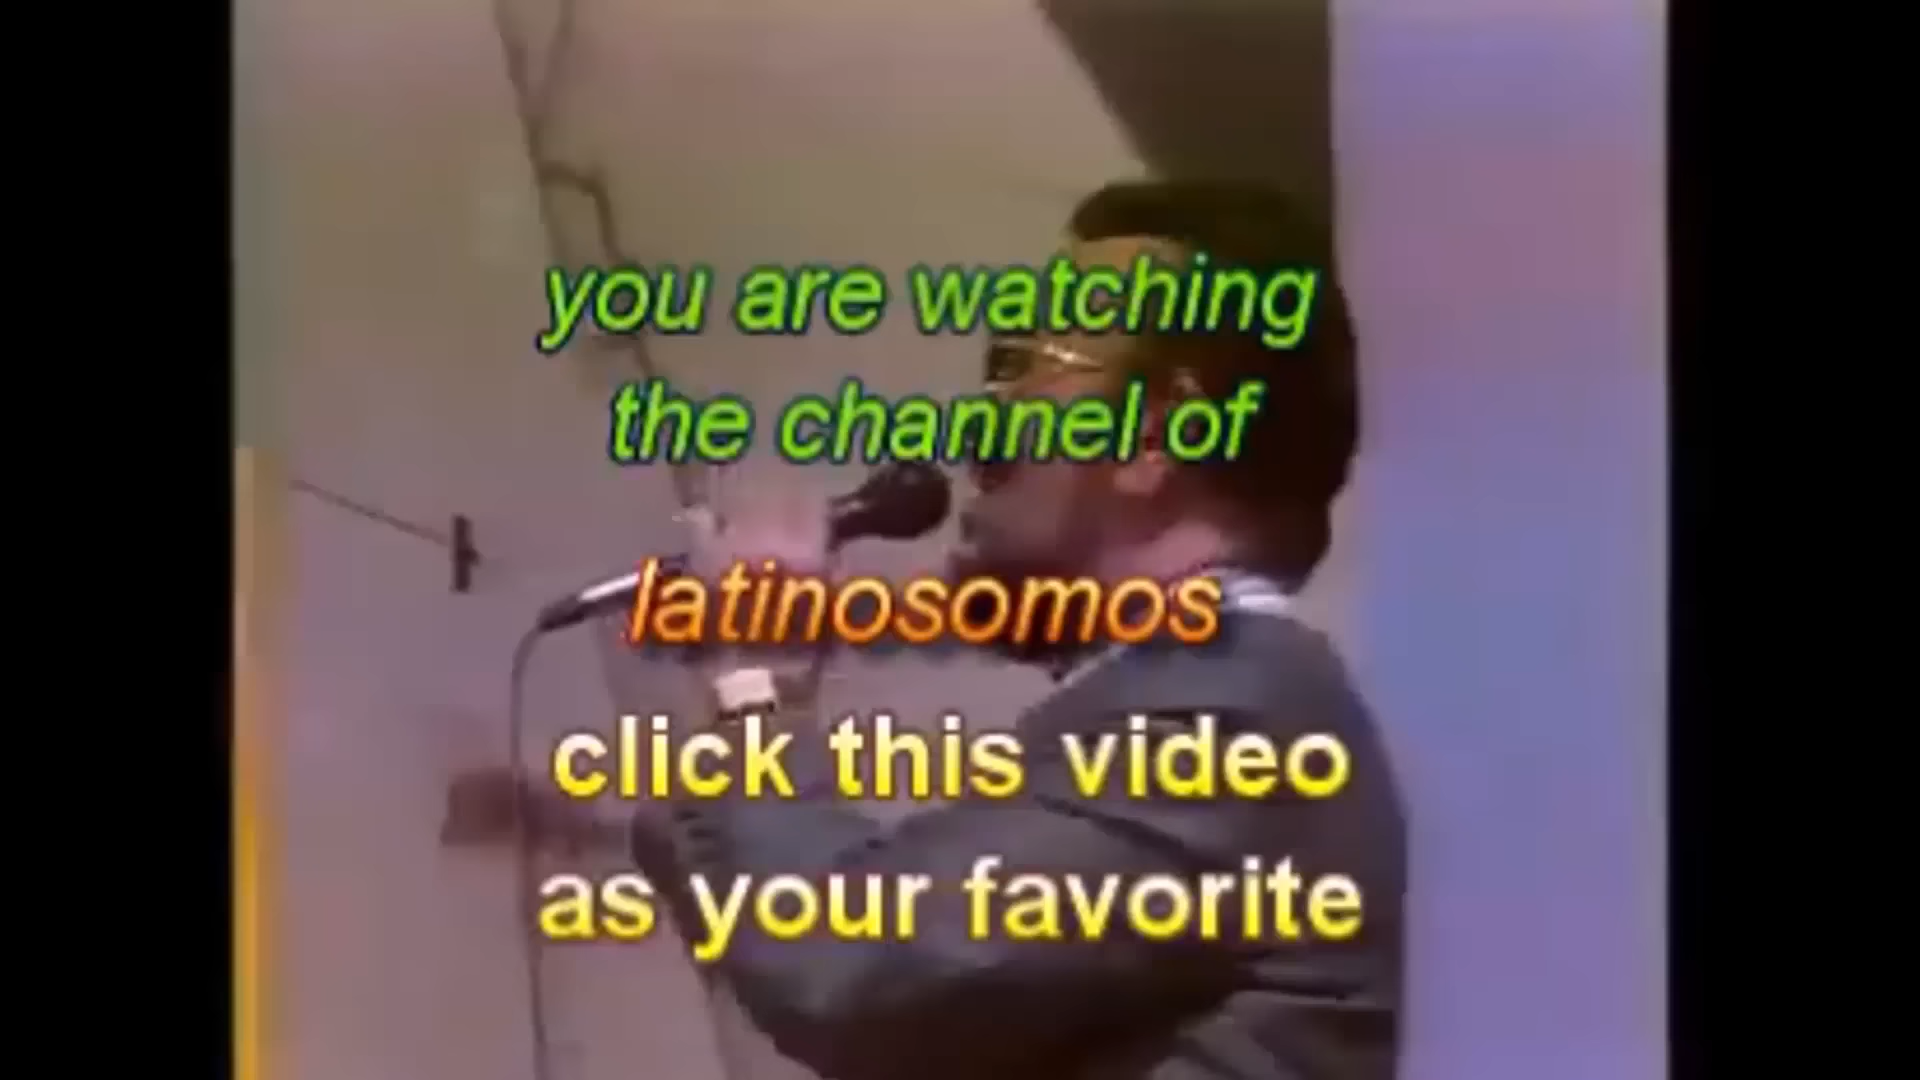 you are watching
the channel of
latinosomos
click this video
as your favorite